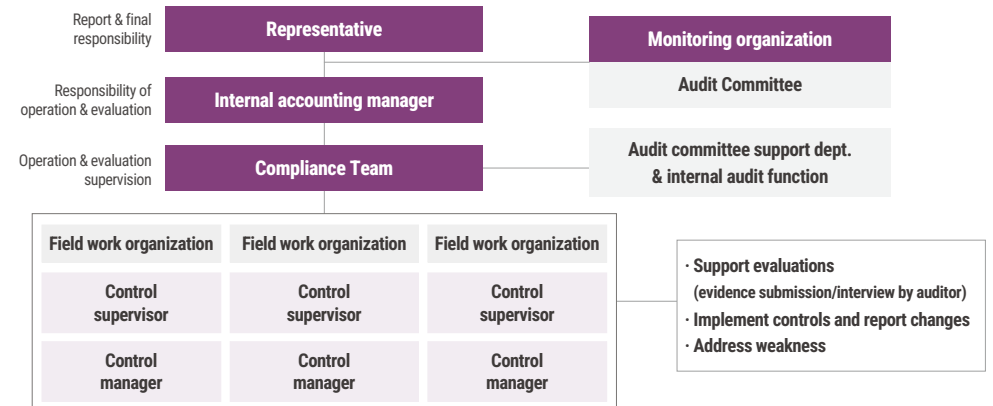 Report & final
responsibility
Representative
Monitoring organization
Audit Committee
Responsibility of
operation & evaluation
Internal accounting manager
Operation & evaluation
supervision
Compliance Team
Audit committee support dept.
& internal audit function
Field work organization
Field work organization
Field work organization
Control
supervisor
Control
supervisor
Control
supervisor
Control
manager
Control
manager
Control
manager
· Support evaluations
(evidence submission/interview by auditor)
· Implement controls and report changes
· Address weakness